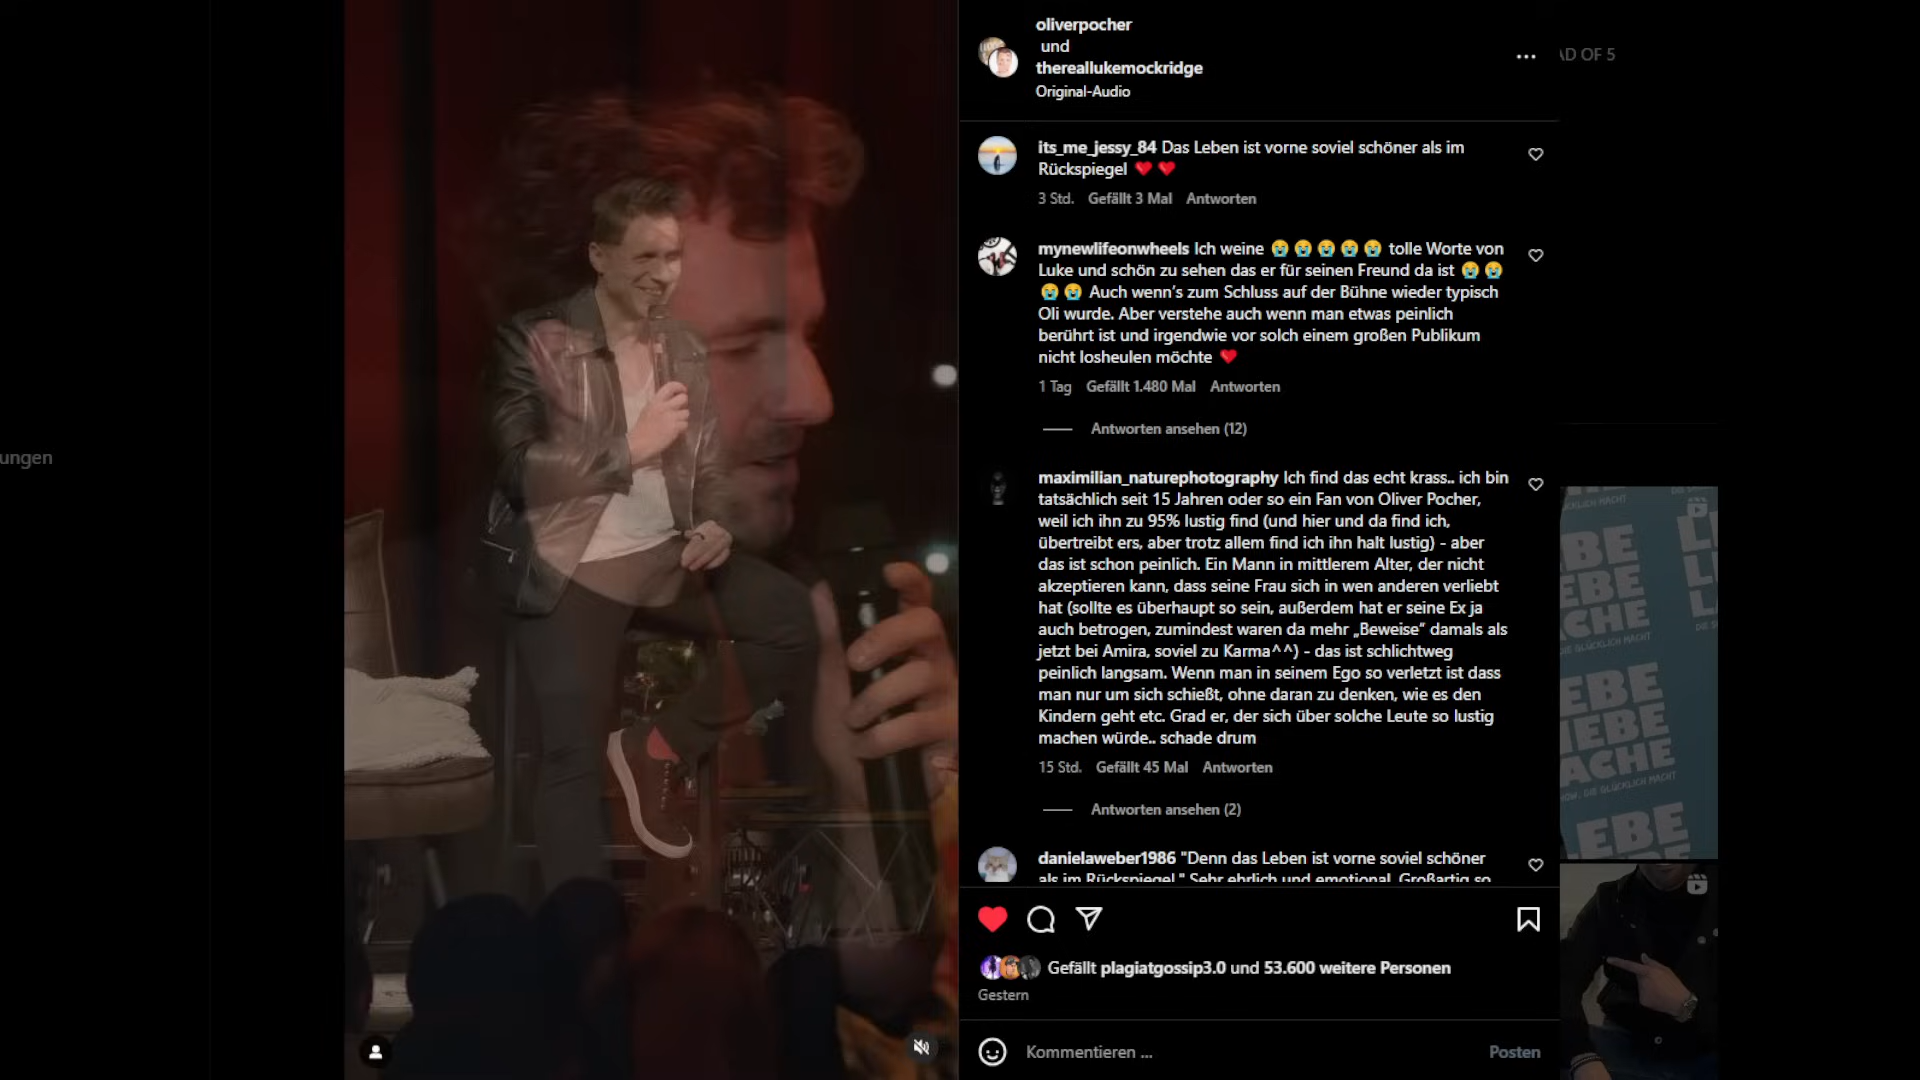 oliverpocher
und
thereallukemockridge
Original-Audio
AD OF 5
its_me_jessy_84 Das Leben ist vorne soviel schöner als im
Rückspiegel ❤️ ❤️
3 Std. Gefällt 3 Mal Antworten
mynewlifeonwheels Ich weine 😭😭😭😭😭 tolle Worte von
Luke und schön zu sehen das er für seinen Freund da ist 😭😭
😭😭 Auch wenn's zum Schluss auf der Bühne wieder typisch
Oli wurde. Aber verstehe auch wenn man etwas peinlich
berührt ist und irgendwie vor solch einem großen Publikum
nicht losheulen möchte ❤️
1 Tag Gefällt 1.480 Mal Antworten
Antworten ansehen (12)
ungen
maximilian_naturephotography Ich find das echt krass.. ich bin
tatsächlich seit 15 Jahren oder so ein Fan von Oliver Pocher,
weil ich ihn zu 95% lustig find (und hier und da find ich,
übertreibt ers, aber trotz allem find ich ihn halt lustig) - aber
das ist schon peinlich. Ein Mann in mittlerem Alter, der nicht
akzeptieren kann, dass seine Frau sich in wen anderen verliebt
hat (sollte es überhaupt so sein, außerdem hat er seine Ex ja
auch betrogen, zumindest waren da mehr „Beweise" damals als
jetzt bei Amira, soviel zu Karma^^) - das ist schlichtweg
peinlich langsam. Wenn man in seinem Ego so verletzt ist dass
man nur um sich schießt, ohne daran zu denken, wie es den
Kindern geht etc. Grad er, der sich über solche Leute so lustig
machen würde.. schade drum
15 Std. Gefällt 45 Mal Antworten
Antworten ansehen (2)
danielaweber1986 "Denn das Leben ist vorne soviel schöner
als im Rückspiegel." Sehr ehrlich und emotional. Großartig so
Gefällt plagiatgossip3.0 und 53.600 weitere Personen
Gestern
Kommentieren ...
Posten
EBE
IEBE
ACHE